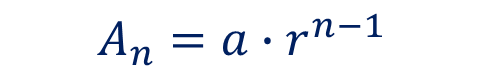 Aₙ = a · rⁿ⁻¹